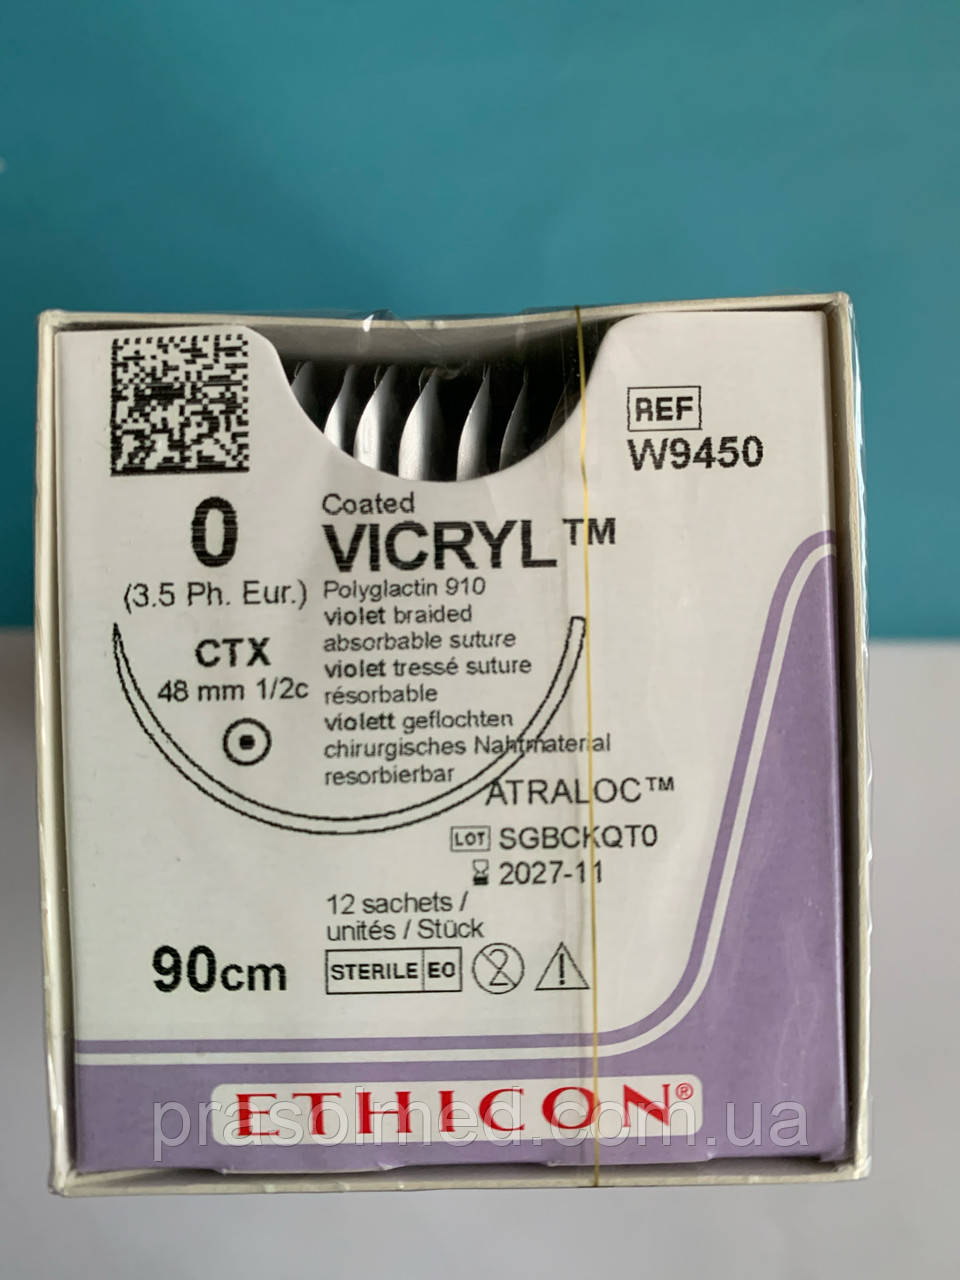 REF
W9450
0
(3.5 Ph. Eur.)
CTX
48 mm 1/2c
Coated
VICRYL™
Polyglactin 910
violet braided
absorbable suture
violet tressé suture
résorbable
violett geflochten
chirurgisches Nahtmaterial
resorbierbar
ATRALOC™
LOT SGBCKQT0
2027-11
12 sachets /
unités / Stück
90cm
STERILE EO
2
!
ETHICON®
prasolmed.com.ua